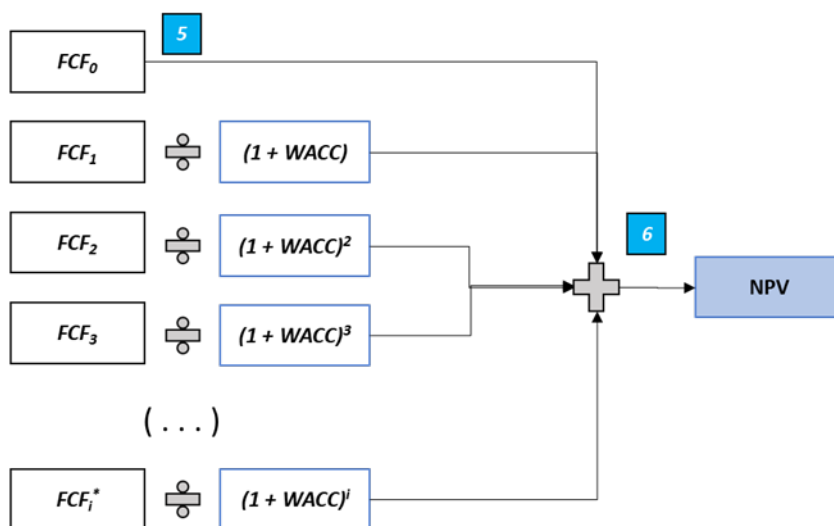 5
FCF₀
FCF₁ ÷ (1 + WACC)
6
FCF₂ ÷ (1 + WACC)²
NPV
FCF₃ ÷ (1 + WACC)³
(...)
FCFᵢ* ÷ (1 + WACC)ⁱ